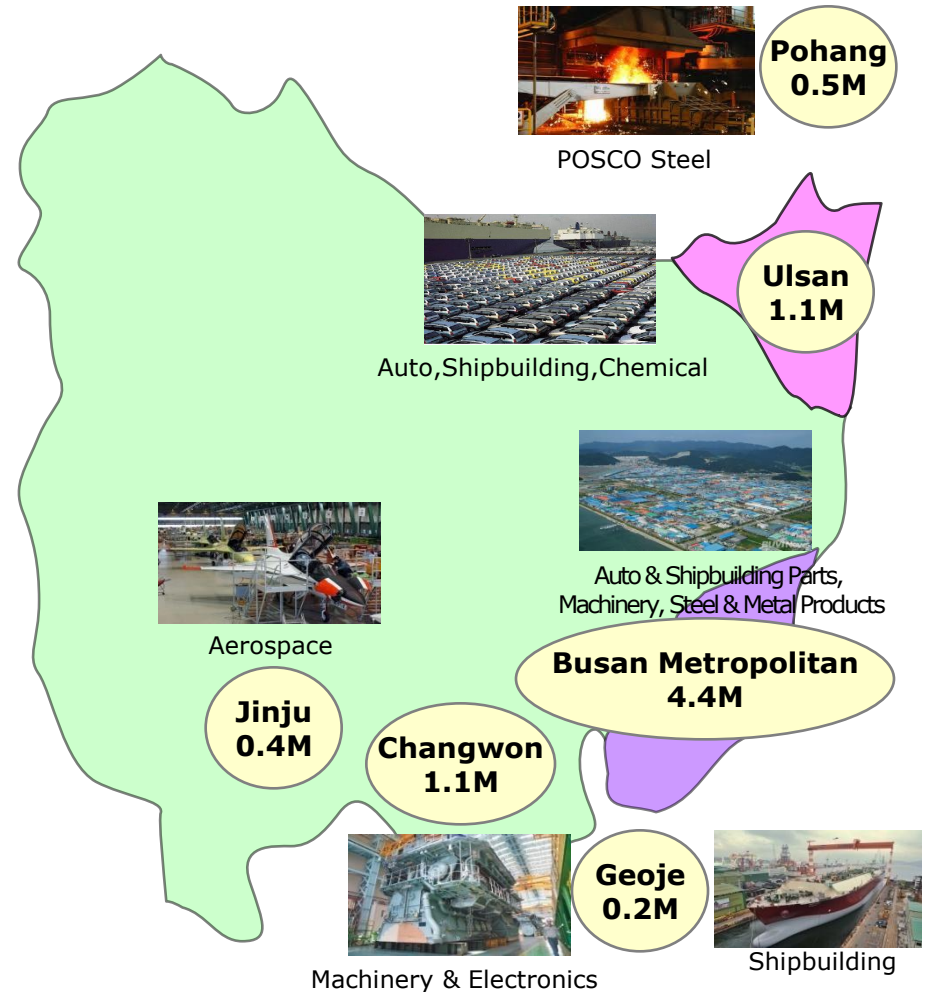 Pohang
0.5M
POSCO Steel
Ulsan
1.1M
Auto,Shipbuilding,Chemical
Auto & Shipbuilding Parts,
Machinery, Steel & Metal Products
Aerospace
Busan Metropolitan
4.4M
Jinju
0.4M
Changwon
1.1M
Geoje
0.2M
Shipbuilding
Machinery & Electronics